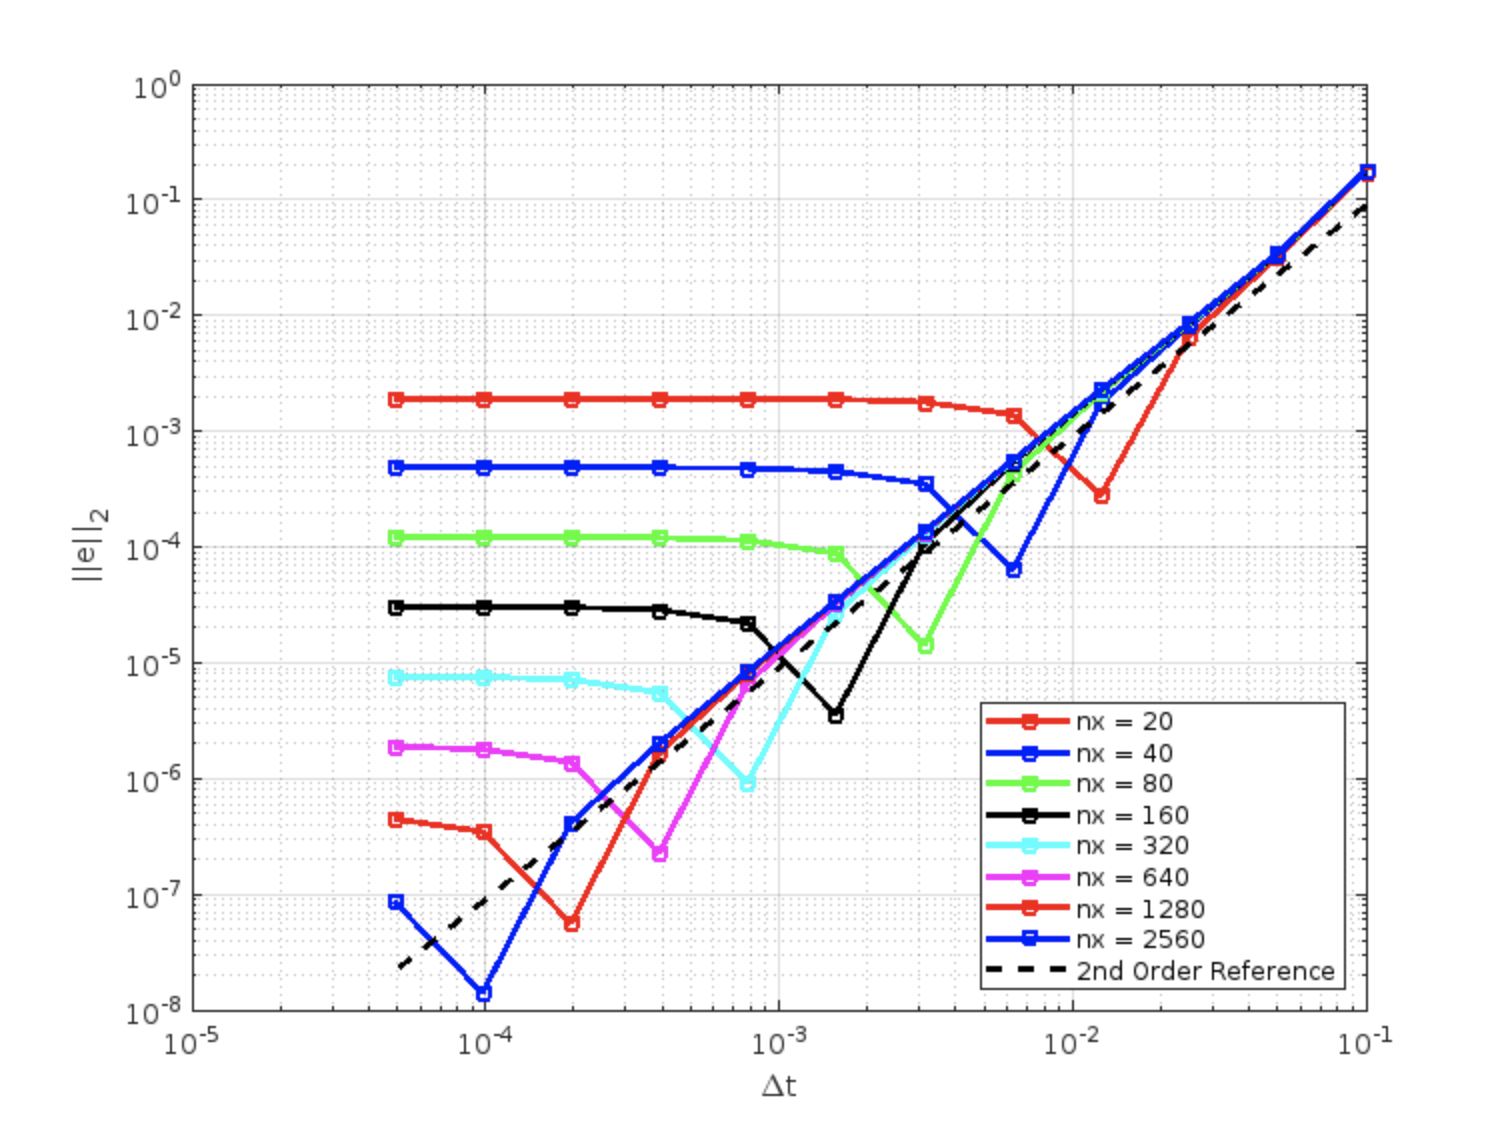 10^0
10^-1
10^-2
10^-3
10^-4
10^-5
10^-6
10^-7
10^-8
||e||_2
10^-5 10^-4 10^-3 10^-2 10^-1
Δt
nx = 20
nx = 40
nx = 80
nx = 160
nx = 320
nx = 640
nx = 1280
nx = 2560
2nd Order Reference